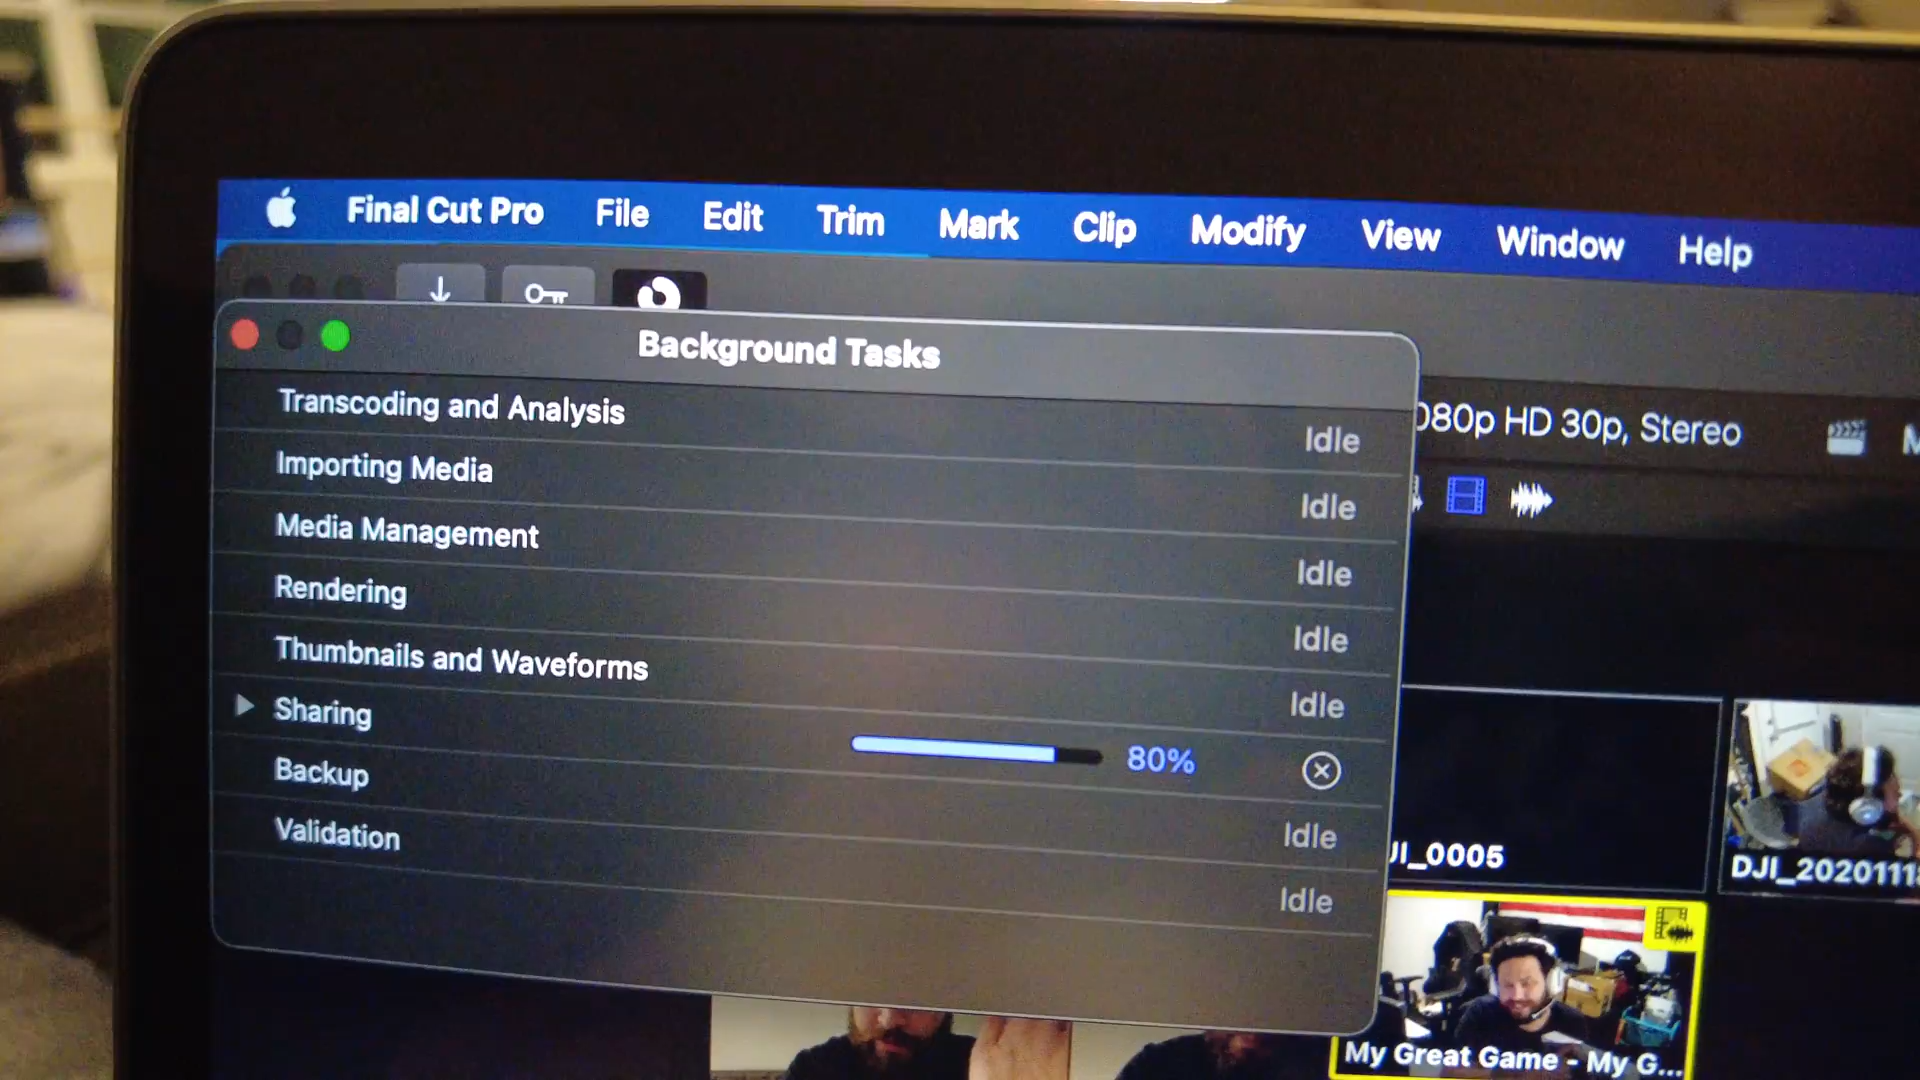 Final Cut Pro File Edit Trim Mark Clip Modify View Window Help
Background Tasks
Transcoding and Analysis Idle
Importing Media Idle
Media Management Idle
Rendering Idle
Thumbnails and Waveforms Idle
Sharing 80%
Backup Idle
Validation Idle
080p HD 30p, Stereo
JI_0005
DJI_20201118
My Great Game - My G...